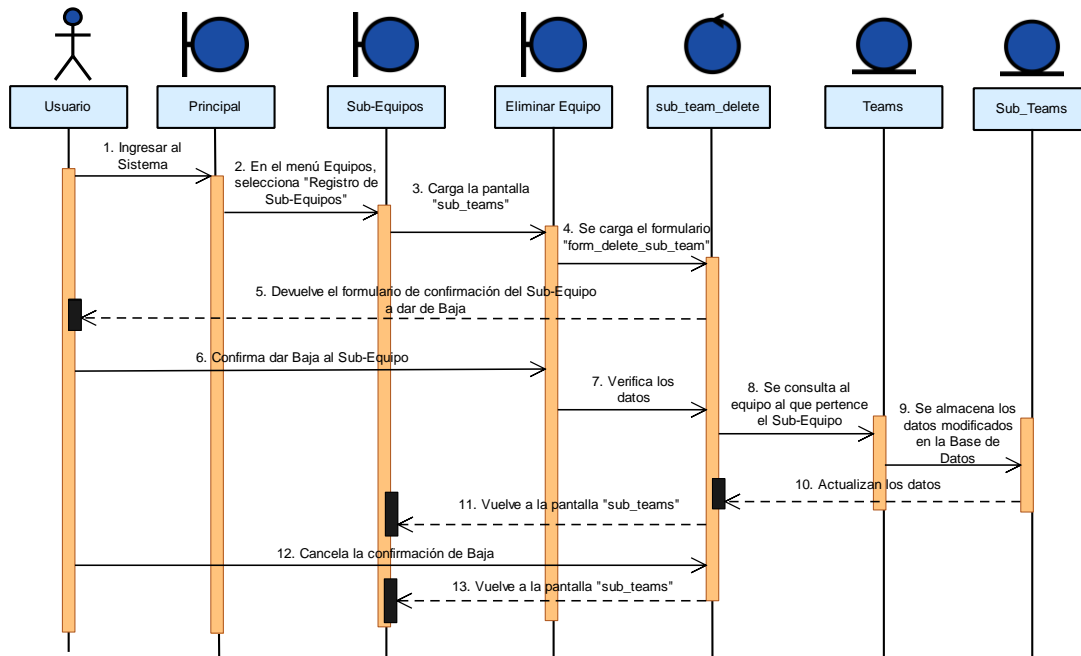 Usuario
Principal
Sub-Equipos
Eliminar Equipo
sub_team_delete
Teams
Sub_Teams
1. Ingresar al
Sistema
2. En el menú Equipos,
selecciona "Registro de
Sub-Equipos"
3. Carga la pantalla
"sub_teams"
4. Se carga el formulario
"form_delete_sub_team"
5. Devuelve el formulario de confirmación del Sub-Equipo
a dar de Baja
6. Confirma dar Baja al Sub-Equipo
7. Verifica los
datos
8. Se consulta al
equipo al que pertence
el Sub-Equipo
9. Se almacena los
datos modificados
en la Base de
Datos
10. Actualizan los datos
11. Vuelve a la pantalla "sub_teams"
12. Cancela la confirmación de Baja
13. Vuelve a la pantalla "sub_teams"